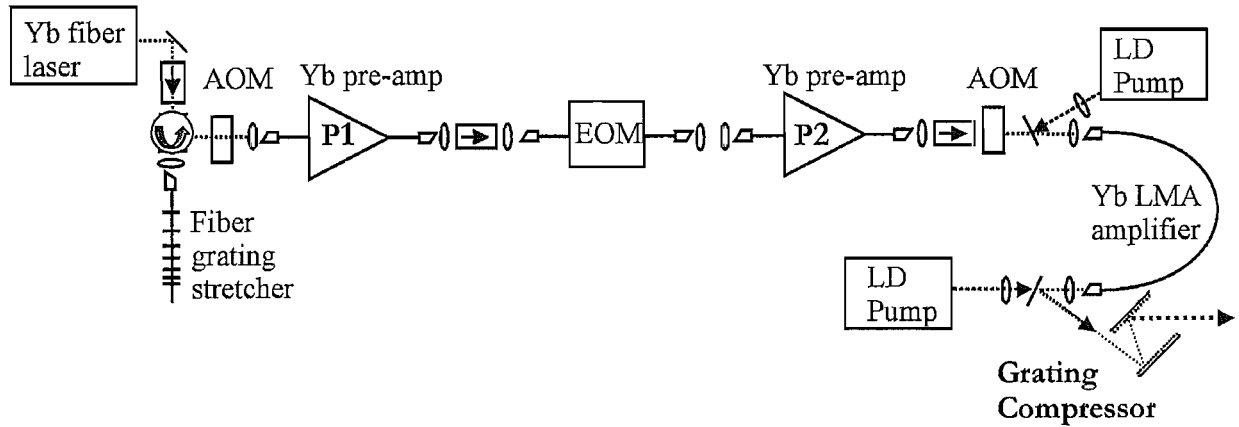 Yb fiber
laser
AOM
Yb pre-amp
P1
EOM
Yb pre-amp
P2
AOM
LD
Pump
Fiber
grating
stretcher
Yb LMA
amplifier
LD
Pump
Grating
Compressor